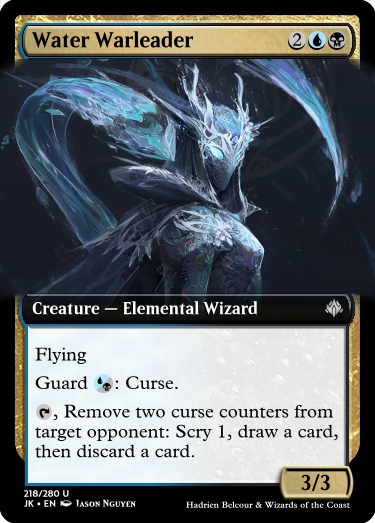 Water Warleader 2
Creature — Elemental Wizard
Flying
Guard : Curse.
, Remove two curse counters from
target opponent: Scry 1, draw a card,
then discard a card.
3/3
218/280 U
JK • EN Jason Nguyen
Hadrien Belcour & Wizards of the Coast